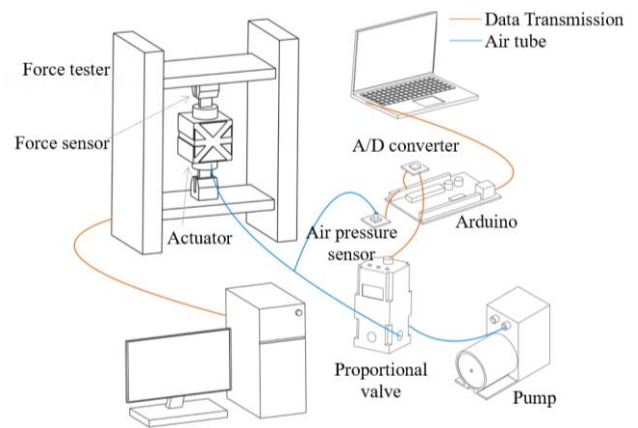 Data Transmission
Air tube
Force tester
Force sensor
A/D converter
Arduino
Actuator
Air pressure
sensor
Proportional
valve
Pump